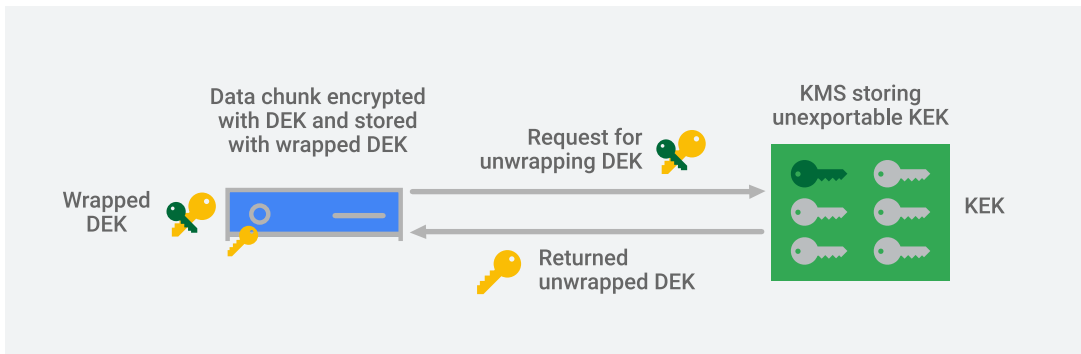 Data chunk encrypted
with DEK and stored
with wrapped DEK
Wrapped
DEK
Request for
unwrapping DEK
Returned
unwrapped DEK
KMS storing
unexportable KEK
KEK